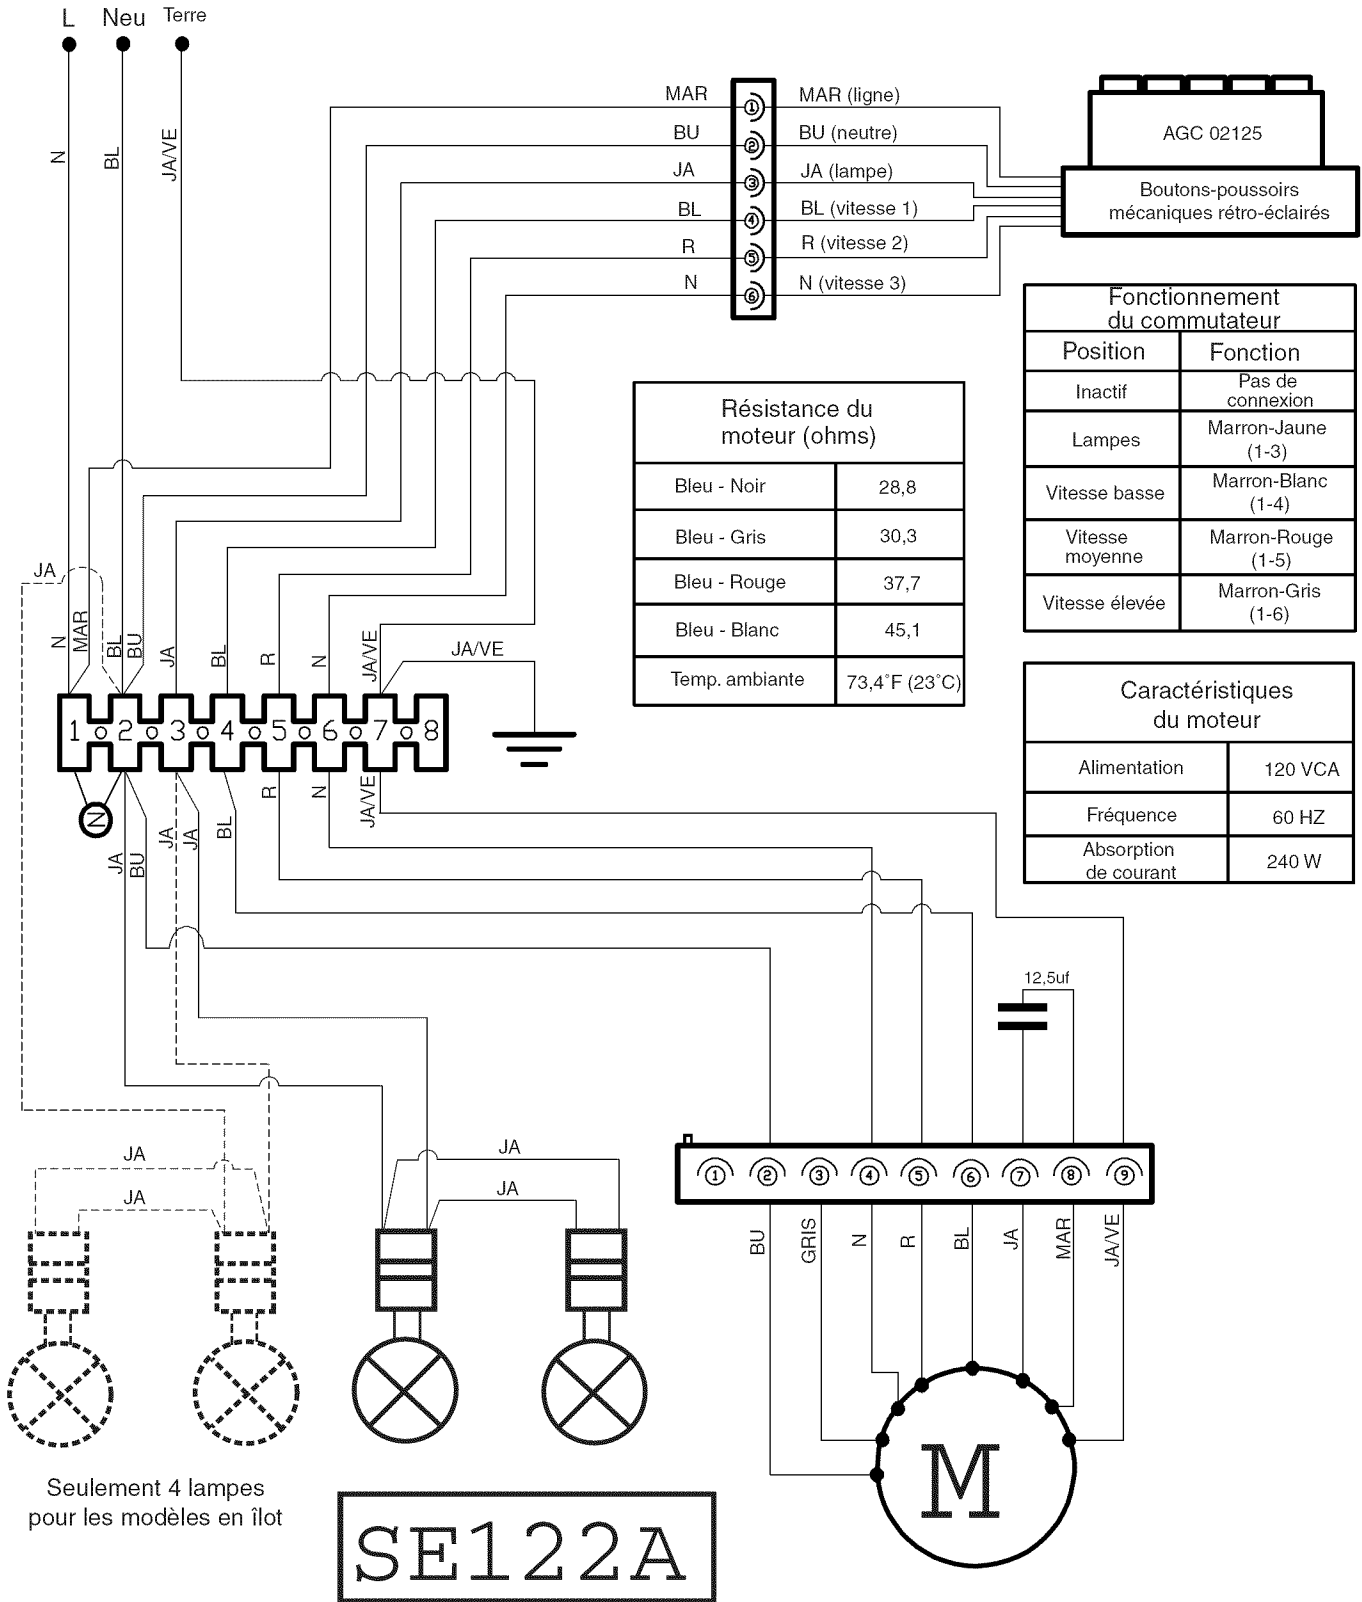 L Neu Terre
N BL JA/VE
MAR MAR (ligne)
BU BU (neutre)
JA JA (lampe)
BL BL (vitesse 1)
R R (vitesse 2)
N N (vitesse 3)
1
2
3
4
5
6
AGC 02125
Boutons-poussoirs
mécaniques rétro-éclairés
Fonctionnement
du commutateur
Position Fonction
Inactif Pas de
connexion
Lampes Marron-Jaune
(1-3)
Vitesse basse Marron-Blanc
(1-4)
Vitesse
moyenne Marron-Rouge
(1-5)
Vitesse élevée Marron-Gris
(1-6)
Résistance du
moteur (ohms)
Bleu - Noir 28,8
Bleu - Gris 30,3
Bleu - Rouge 37,7
Bleu - Blanc 45,1
Temp. ambiante 73,4°F (23°C)
Caractéristiques
du moteur
Alimentation 120 VCA
Fréquence 60 HZ
Absorption
de courant 240 W
JA
N MAR BL BU JA BL R N JA/VE JA/VE
1 2 3 4 5 6 7 8
N
JA BU JA JA BL R N JA/VE
12,5uf
1 2 3 4 5 6 7 8 9
BU GRIS N R BL JA MAR JA/VE
JA
JA
JA
JA
M
Seulement 4 lampes
pour les modèles en îlot
SE122A